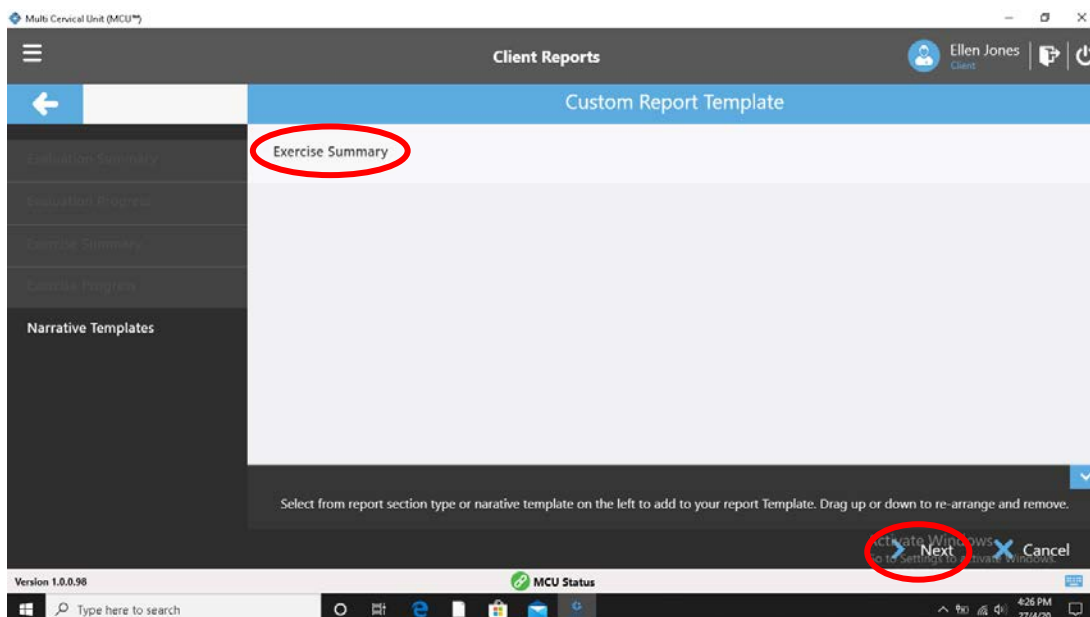 Multi Cervical Unit (MCU™)
Client Reports
Ellen Jones
Client
Custom Report Template
Exercise Summary
Evaluation Summary
Evaluation Progress
Exercise Summary
Exercise Progress
Narrative Templates
Select from report section type or narative template on the left to add to your report Template. Drag up or down to re-arrange and remove.
Activate Windows
Go to Settings to activate Windows.
Next
Cancel
Version 1.0.0.98
MCU Status
Type here to search
4:26 PM
27/4/20